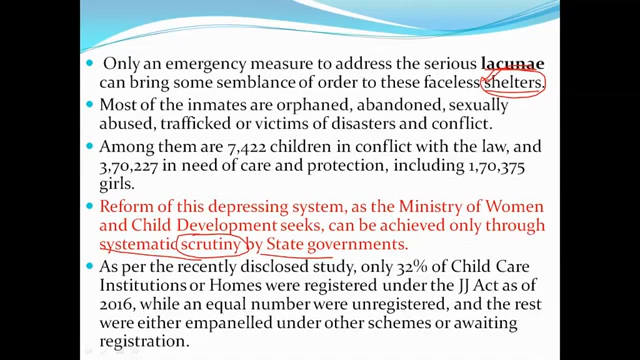 Only an emergency measure to address the serious lacunae
can bring some semblance of order to these faceless shelters.
Most of the inmates are orphaned, abandoned, sexually
abused, trafficked or victims of disasters and conflict.
Among them are 7,422 children in conflict with the law, and
3,70,227 in need of care and protection, including 1,70,375
girls.
Reform of this depressing system, as the Ministry of Women
and Child Development seeks, can be achieved only through
systematic scrutiny by State governments.
As per the recently disclosed study, only 32% of Child Care
Institutions or Homes were registered under the JJ Act as of
2016, while an equal number were unregistered, and the rest
were either empanelled under other schemes or awaiting
registration.